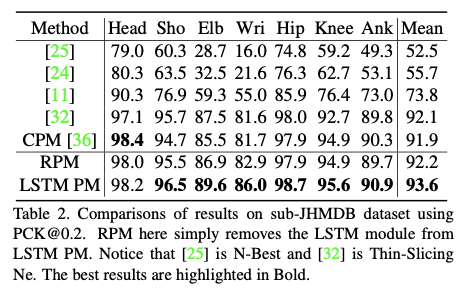 Method Head Sho Elb Wri Hip Knee Ank Mean
[25] 79.0 60.3 28.7 16.0 74.8 59.2 49.3 52.5
[24] 80.3 63.5 32.5 21.6 76.3 62.7 53.1 55.7
[11] 90.3 76.9 59.3 55.0 85.9 76.4 73.0 73.8
[32] 97.1 95.7 87.5 81.6 98.0 92.7 89.8 92.1
CPM [36] 98.4 94.7 85.5 81.7 97.9 94.9 90.3 91.9
RPM 98.0 95.5 86.9 82.9 97.9 94.9 89.7 92.2
LSTM PM 98.2 96.5 89.6 86.0 98.7 95.6 90.9 93.6
Table 2. Comparisons of results on sub-JHMDB dataset using
PCK@0.2. RPM here simply removes the LSTM module from
LSTM PM. Notice that [25] is N-Best and [32] is Thin-Slicing
Ne. The best results are highlighted in Bold.